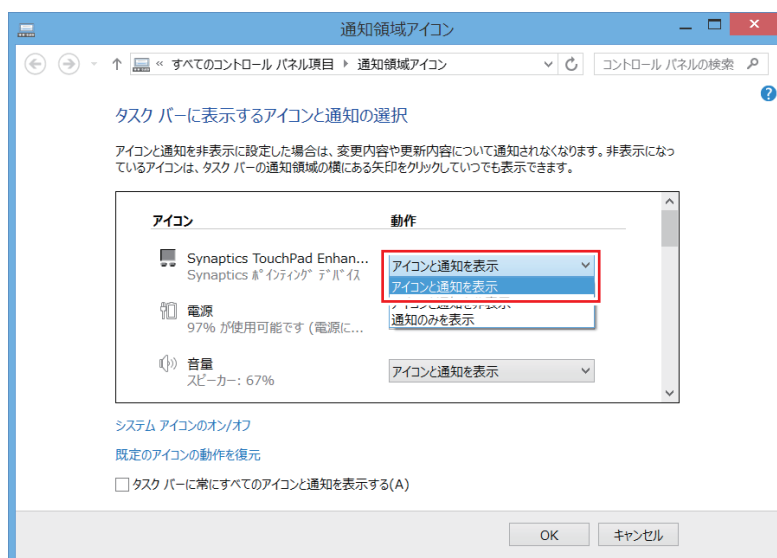 通知領域アイコン
« すべてのコントロール パネル項目 通知領域アイコン
コントロール パネルの検索
タスク バーに表示するアイコンと通知の選択
アイコンと通知を非表示に設定した場合は、変更内容や更新内容について通知されなくなります。非表示になっ
ているアイコンは、タスク バーの通知領域の横にある矢印をクリックしていつでも表示できます。
アイコン 動作
Synaptics TouchPad Enhan...
Synaptics ﾎﾟｲﾝﾃｨﾝｸﾞ ﾃﾞﾊﾞｲｽ
アイコンと通知を表示
アイコンと通知を表示
アイコンと通知を非表示
通知のみを表示
電源
97% が使用可能です (電源に...
音量
スピーカー: 67%
アイコンと通知を表示
システム アイコンのオン/オフ
既定のアイコンの動作を復元
タスク バーに常にすべてのアイコンと通知を表示する(A)
OK キャンセル